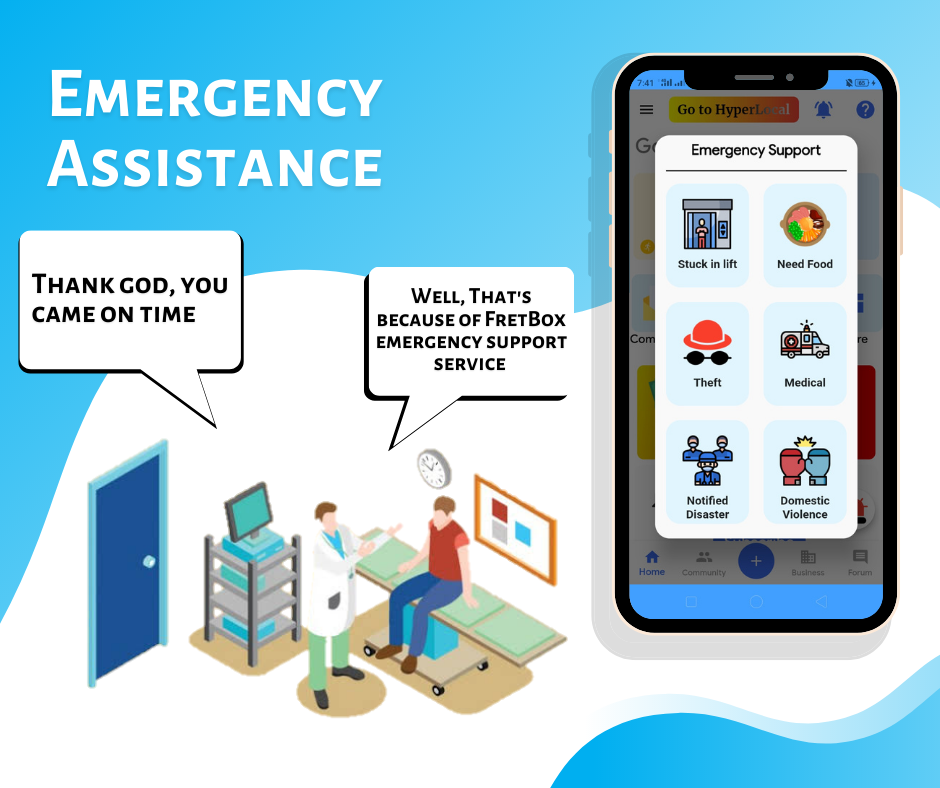 Emergency
Assistance
Thank god, you
came on time
Well, That's
because of FretBox
emergency support
service
7:41
Go to HyperLocal
Emergency Support
Stuck in lift
Need Food
Theft
Medical
Notified
Disaster
Domestic
Violence
Home
Community
Business
Forum